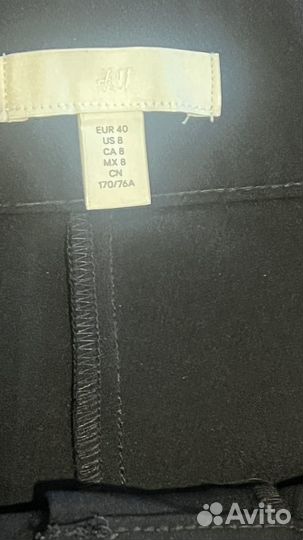 H&M
EUR 40
US 8
CA 8
MX 8
CN
170/76A
Avito